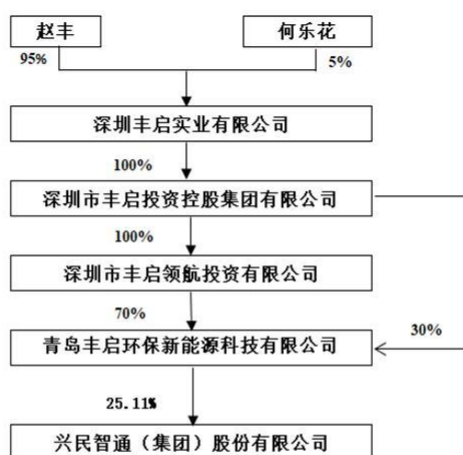 赵丰
何乐花
95%
5%
深圳丰启实业有限公司
100%
深圳市丰启投资控股集团有限公司
100%
深圳市丰启领航投资有限公司
70%
30%
青岛丰启环保新能源科技有限公司
25.11%
兴民智通（集团）股份有限公司